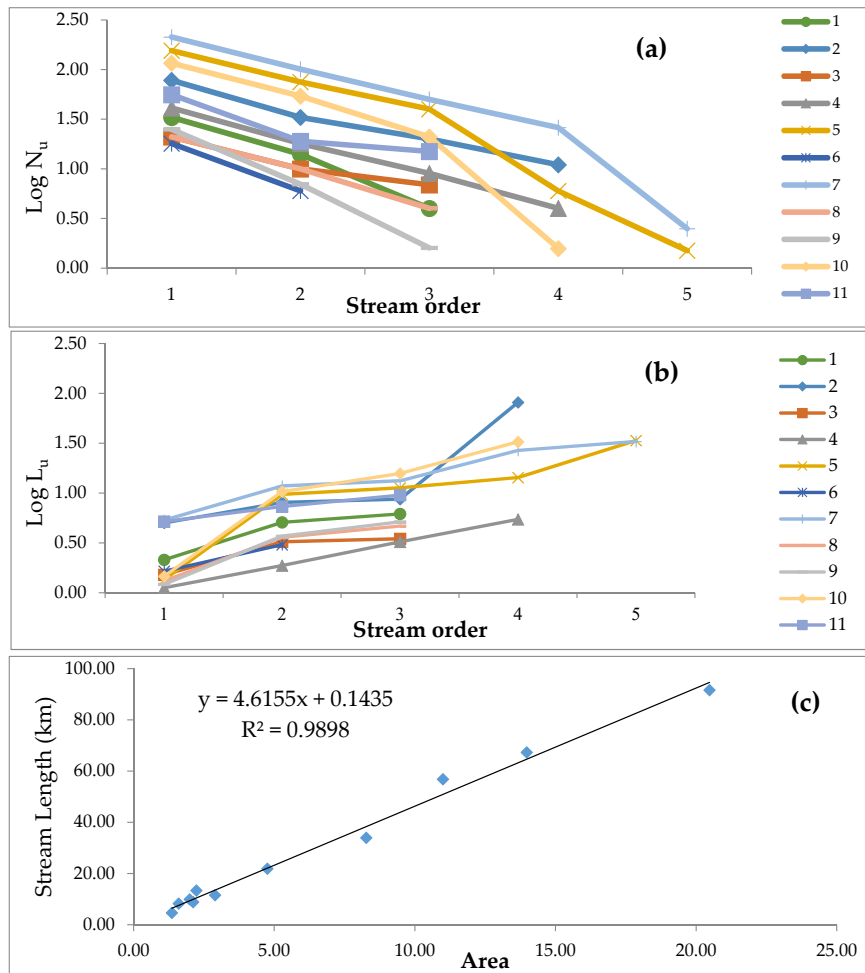 2.50
2.00
1.50
1.00
0.50
0.00
Log Nu
(a)
1 2 3 4 5
Stream order
1
2
3
4
5
6
7
8
9
10
11
2.50
2.00
1.50
1.00
0.50
0.00
Log Lu
(b)
1 2 3 4 5
Stream order
1
2
3
4
5
6
7
8
9
10
11
100.00
80.00
60.00
40.00
20.00
0.00
Stream Length (km)
y = 4.6155x + 0.1435
R² = 0.9898
(c)
0.00 5.00 10.00 15.00 20.00 25.00
Area